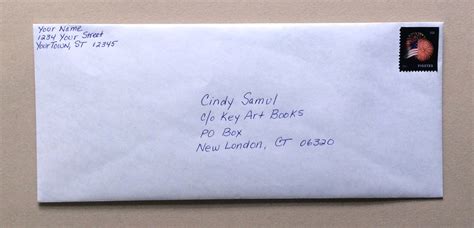 Your Name
1234 Your Street
YourTown, ST 12345
FOREVER
Cindy Samul
c/o Key Art Books
PO Box
New London, CT 06320